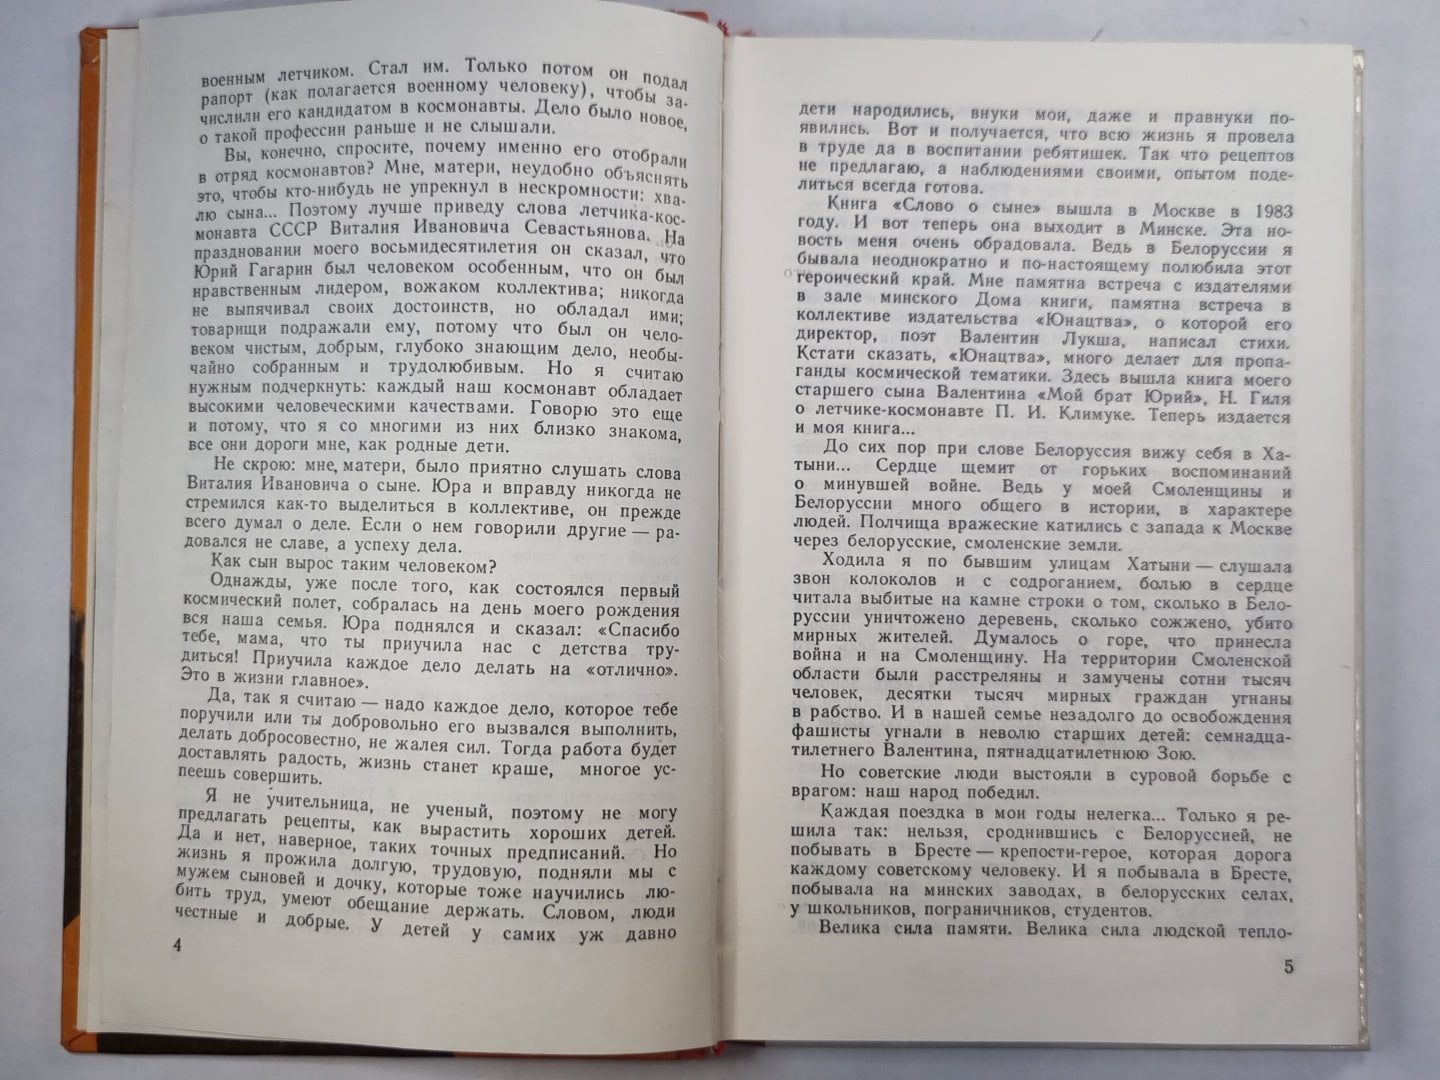 военным летчиком. Стал им. Только потом он подал
рапорт (как полагается военному человеку), чтобы за-
числили его кандидатом в космонавты. Дело было новое,
о такой профессии раньше и не слышали.
Вы, конечно, спросите, почему именно его отобрали
в отряд космонавтов? Мне, матери, неудобно объяснять
это, чтобы кто-нибудь не упрекнул в нескромности: хва-
лю сына... Поэтому лучше приведу слова летчика-кос-
монавта СССР Виталия Ивановича Севастьянова. На
праздновании моего восьмидесятилетия он сказал, что
Юрий Гагарин был человеком особенным, что он был
нравственным лидером, вожаком коллектива; никогда
не выпячивал своих достоинств, но обладал ими;
товарищи подражали ему, потому что был он чело-
веком чистым, добрым, глубоко знающим дело, необы-
чайно собранным и трудолюбивым. Но я считаю
нужным подчеркнуть: каждый наш космонавт обладает
высокими человеческими качествами. Говорю это еще
и потому, что я со многими из них близко знакома,
все они дороги мне, как родные дети.
Не скрою: мне, матери, было приятно слушать слова
Виталия Ивановича о сыне. Юра и вправду никогда не
стремился как-то выделиться в коллективе, он прежде
всего думал о деле. Если о нем говорили другие — ра-
довался не славе, а успеху дела.
Как сын вырос таким человеком?
Однажды, уже после того, как состоялся первый
космический полет, собралась на день моего рождения
вся наша семья. Юра поднялся и сказал: «Спасибо
тебе, мама, что ты приучила нас с детства тру-
диться! Приучила каждое дело делать на «отлично».
Это в жизни главное».
Да, так я считаю — надо каждое дело, которое тебе
поручили или ты добровольно его вызвался выполнить,
делать добросовестно, не жалея сил. Тогда работа будет
доставлять радость, жизнь станет краше, многое ус-
пеешь совершить.
Я не учительница, не ученый, поэтому не могу
предлагать рецепты, как вырастить хороших детей.
Да и нет, наверное, таких точных предписаний. Но
жизнь я прожила долгую, трудовую, подняли мы с
мужем сыновей и дочку, которые тоже научились лю-
бить труд, умеют обещание держать. Словом, люди
честные и добрые. У детей у самих уж давно
4
дети народились, внуки мои, даже и правнуки по-
явились. Вот и получается, что всю жизнь я провела
в труде да в воспитании ребятишек. Так что рецептов
не предлагаю, а наблюдениями своими, опытом поде-
литься всегда готова.
Книга «Слово о сыне» вышла в Москве в 1983
году. И вот теперь она выходит в Минске. Эта но-
вость меня очень обрадовала. Ведь в Белоруссии я
бывала неоднократно и по-настоящему полюбила этот
героический край. Мне памятна встреча с издателями
в зале минского Дома книги, памятна встреча в
коллективе издательства «Юнацтва», о которой его
директор, поэт Валентин Лукша, написал стихи.
Кстати сказать, «Юнацтва», много делает для пропа-
ганды космической тематики. Здесь вышла книга моего
старшего сына Валентина «Мой брат Юрий», Н. Гиля
о летчике-космонавте П. И. Климуке. Теперь издается
и моя книга...
До сих пор при слове Белоруссия вижу себя в Ха-
тыни... Сердце щемит от горьких воспоминаний
о минувшей войне. Ведь у моей Смоленщины и
Белоруссии много общего в истории, в характере
людей. Полчища вражеские катились с запада к Москве
через белорусские, смоленские земли.
Ходила я по бывшим улицам Хатыни — слушала
звон колоколов и с содроганием, болью в сердце
читала выбитые на камне строки о том, сколько в Бело-
руссии уничтожено деревень, сколько сожжено, убито
мирных жителей. Думалось о горе, что принесла
война и на Смоленщину. На территории Смоленской
области были расстреляны и замучены сотни тысяч
человек, десятки тысяч мирных граждан угнаны
в рабство. И в нашей семье незадолго до освобождения
фашисты угнали в неволю старших детей: семнадца-
тилетнего Валентина, пятнадцатилетнюю Зою.
Но советские люди выстояли в суровой борьбе с
врагом: наш народ победил.
Каждая поездка в мои годы нелегка... Только я ре-
шила так: нельзя, сроднившись с Белоруссией, не
побывать в Бресте — крепости-герое, которая дорога
каждому советскому человеку. И я побывала в Бресте,
побывала на минских заводах, в белорусских селах,
у школьников, пограничников, студентов.
Велика сила памяти. Велика сила людской тепло-
5